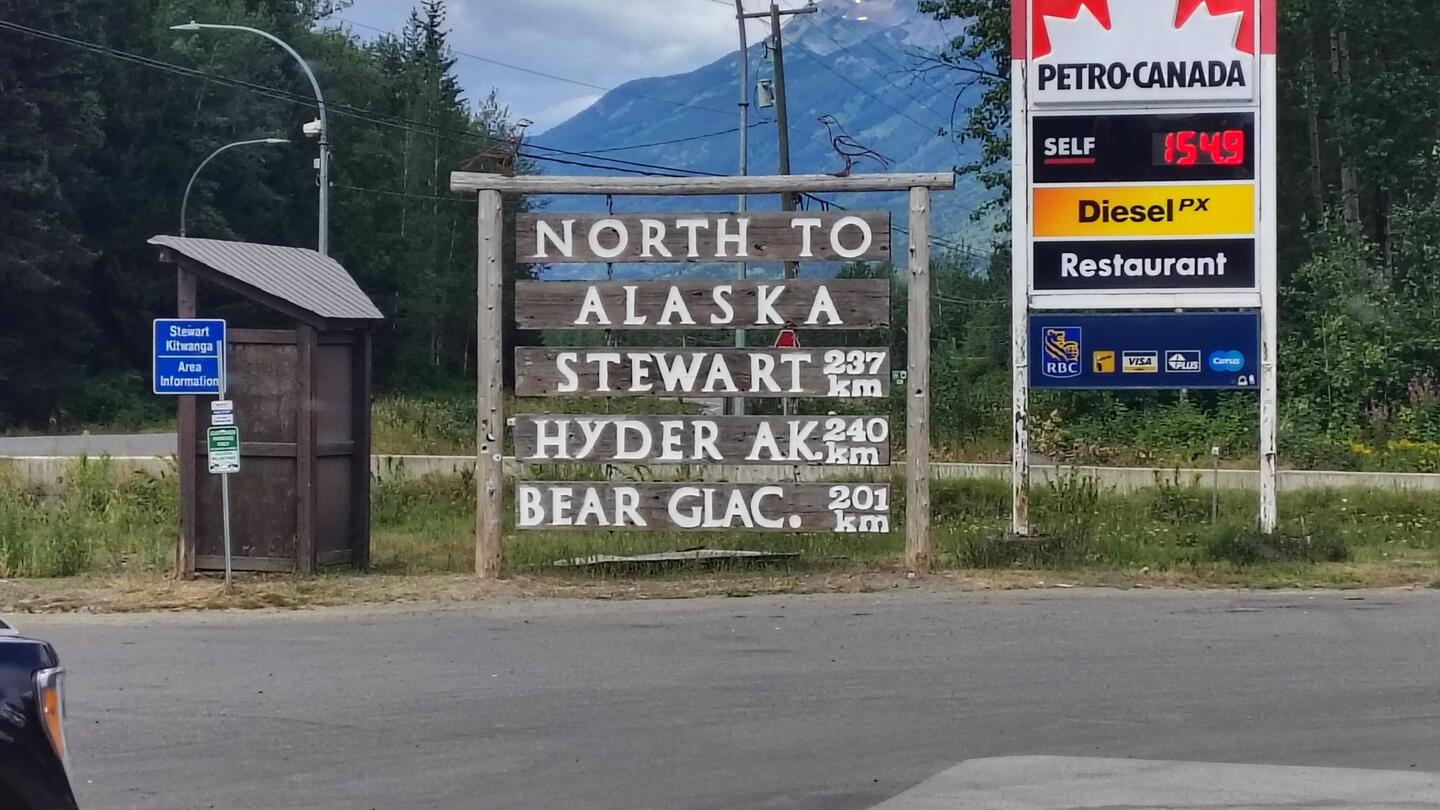 Stewart
Kitwanga
Area
Information
NORTH TO
ALASKA
STEWART 237 km
HYDER AK. 240 km
BEAR GLAC. 201 km
PETRO-CANADA
SELF 154.9
Diesel PX
Restaurant
RBC VISA PLUS Cirrus